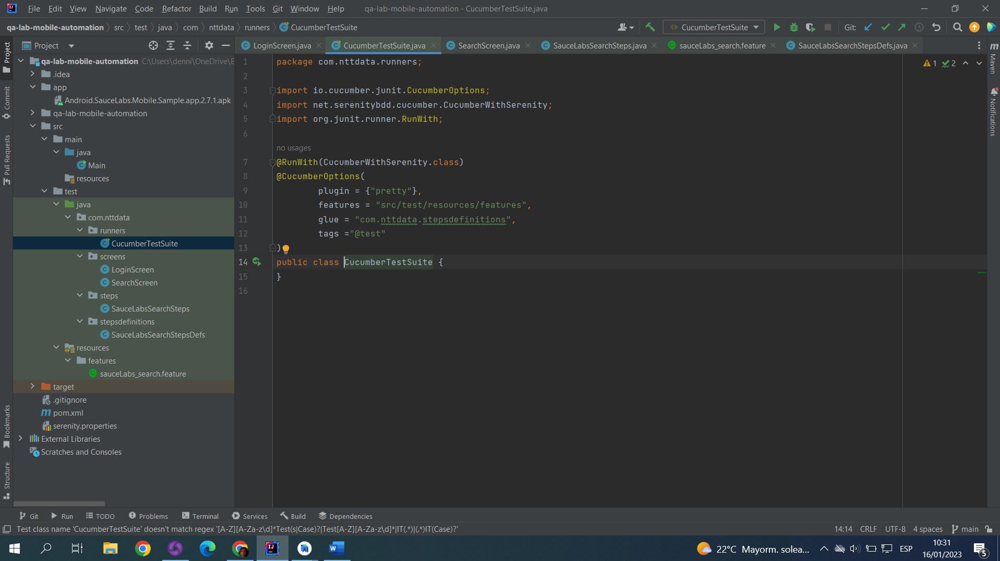 File Edit View Navigate Code Refactor Build Run Tools Git Window Help qa-lab-mobile-automation - CucumberTestSuite.java
qa-lab-mobile-automation src test java com nttdata runners CucumberTestSuite CucumberTestSuite Git:
Project LoginScreen.java CucumberTestSuite.java SearchScreen.java SauceLabsSearchSteps.java sauceLabs_search.feature SauceLabsSearchStepsDefs.java
Project
Commit
Pull Requests
Bookmarks
Structure
qa-lab-mobile-automation C:\Users\denni\OneDrive\E
.idea
app
Android.SauceLabs.Mobile.Sample.app.2.7.1.apk
qa-lab-mobile-automation
src
main
java
Main
resources
test
java
com.nttdata
runners
CucumberTestSuite
screens
LoginScreen
SearchScreen
steps
SauceLabsSearchSteps
stepsdefinitions
SauceLabsSearchStepsDefs
resources
features
sauceLabs_search.feature
target
.gitignore
pom.xml
serenity.properties
External Libraries
Scratches and Consoles
1 package com.nttdata.runners;
2
3 import io.cucumber.junit.CucumberOptions;
4 import net.serenitybdd.cucumber.CucumberWithSerenity;
5 import org.junit.runner.RunWith;
6
no usages
7 @RunWith(CucumberWithSerenity.class)
8 @CucumberOptions(
9 plugin = {"pretty"},
10 features = "src/test/resources/features",
11 glue = "com.nttdata.stepsdefinitions",
12 tags ="@test"
13 )
14 public class CucumberTestSuite {
15 }
16
1 2
m
Maven
Notifications
Git Run TODO Problems Terminal Services Build Dependencies
Test class name 'CucumberTestSuite' doesn't match regex '[A-Z][A-Za-z\d]*Test(s|Case)?|Test[A-Z][A-Za-z\d]*|IT(.*)|(.*)IT(Case)?' 14:14 CRLF UTF-8 4 spaces main
22°C Mayorm. solea... ESP 10:31
16/01/2023 5